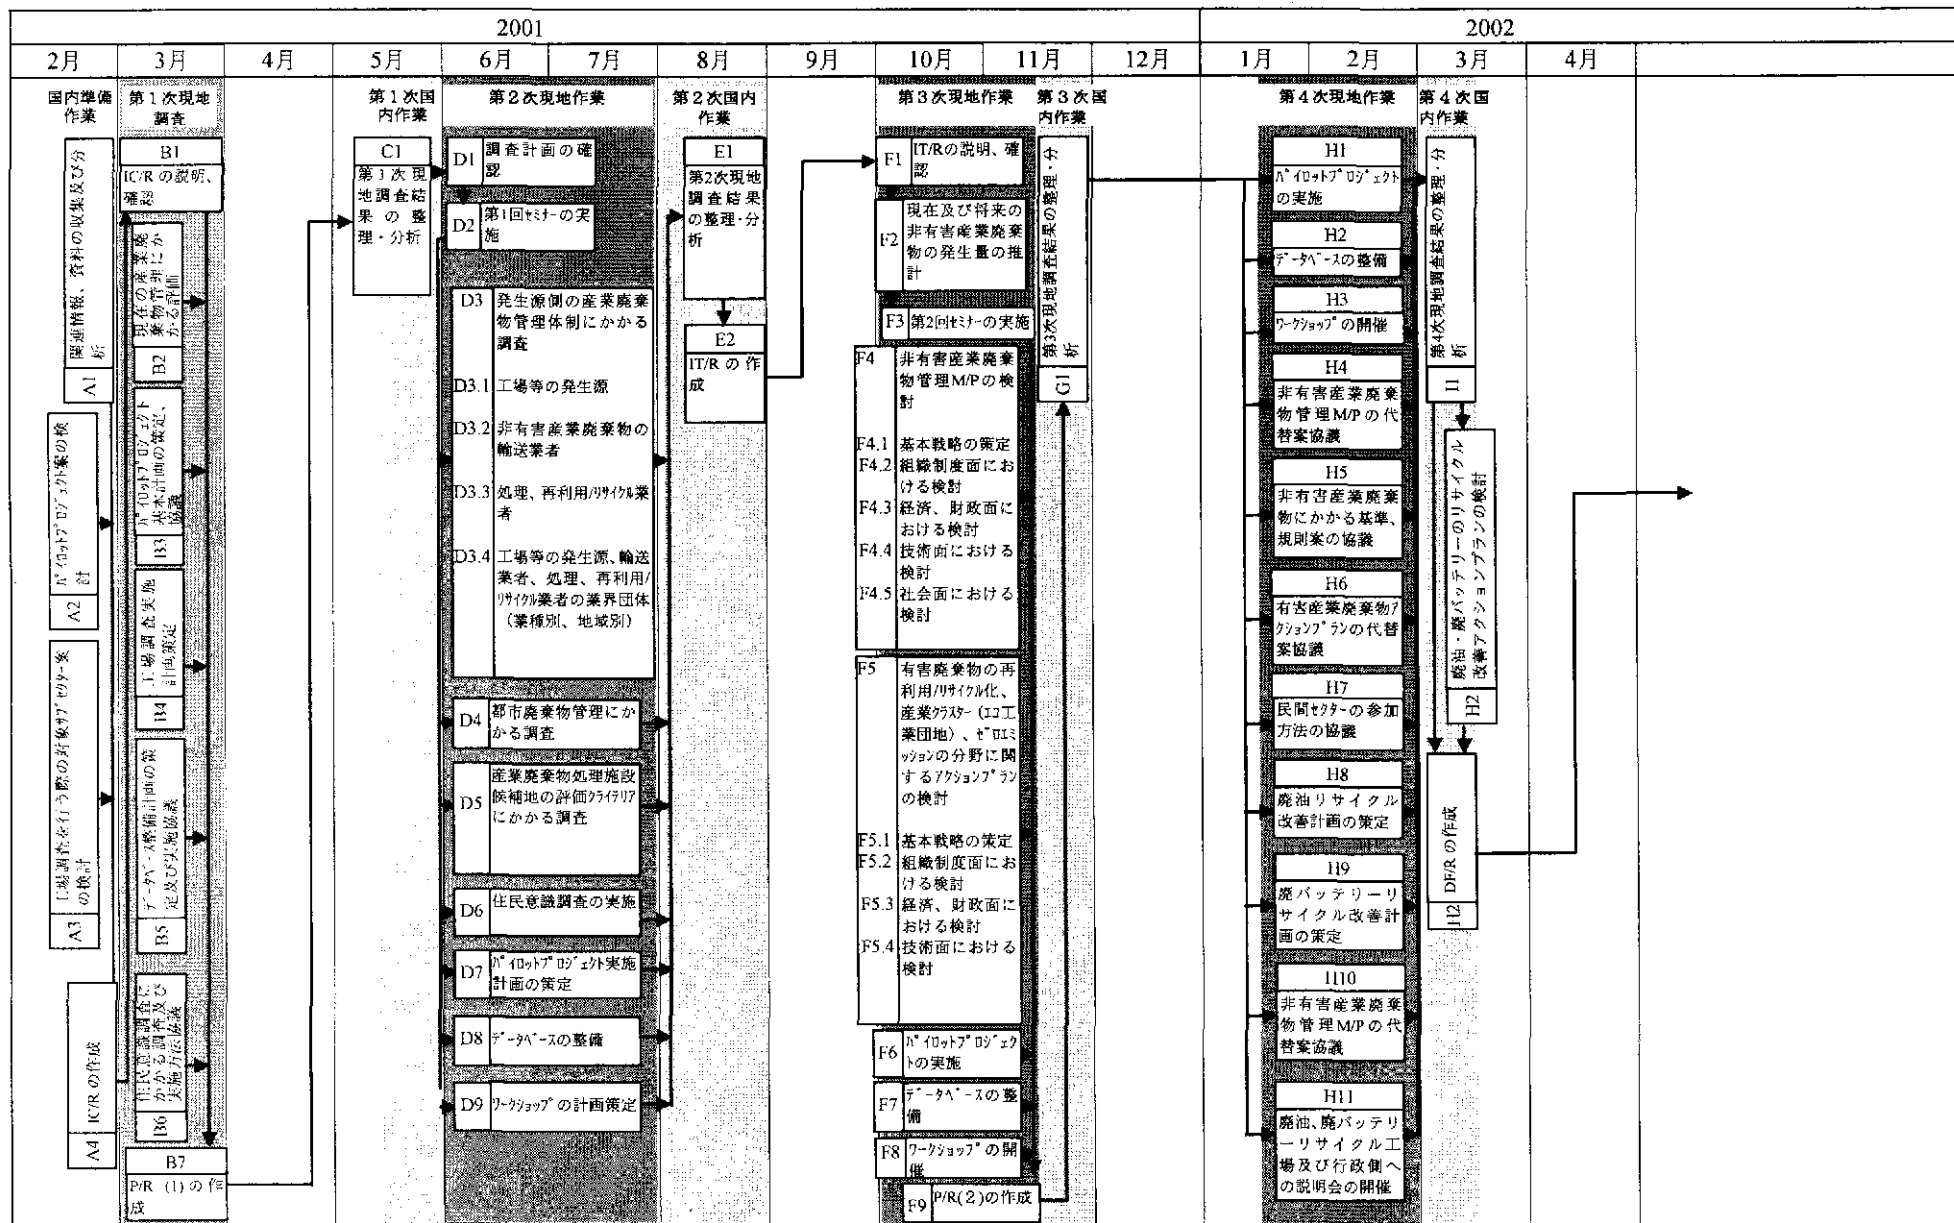 2001
2002
2月
3月
4月
5月
6月
7月
8月
9月
10月
11月
12月
1月
2月
3月
4月
国内準備
作業
第1次現地
調査
第1次国
内作業
第2次現地作業
第2次国内
作業
第3次現地作業
第3次国
内作業
第4次現地作業
第4次国
内作業
A1
関連情報、資料の収集及び分
析
A2
パイロットプロジェクト案の検
討
A3
工場調査を行う際の対象サブセクター案
の検討
A4
IC/Rの作成
B1
IC/Rの説明、
確認
B2
現在の産業廃
棄物管理にか
かる評価
B3
パイロットプロジェクト
基本計画の策定、
協議
B4
工場調査実施
計画策定
B5
データベース整備計画の策
定及び実施協議
B6
住民意識調査に
かかる調査及び
実施方法協議
B7
P/R (1) の作
成
C1
第1次現
地調査結
果の整
理・分析
D1
調査計画の確
認
D2
第1回セミナーの実
施
D3
発生源側の産業廃棄
物管理体制にかかる
調査
D3.1
工場等の発生源
D3.2
非有害産業廃棄物の
輸送業者
D3.3
処理、再利用/リサイクル業
者
D3.4
工場等の発生源、輸送
業者、処理、再利用/
リサイクル業者の業界団体
(業種別、地域別)
D4
都市廃棄物管理にか
かる調査
D5
産業廃棄物処理施設
候補地の評価クライテリア
にかかる調査
D6
住民意識調査の実施
D7
パイロットプロジェクト実施
計画の策定
D8
データベースの整備
D9
ワークショップの計画策定
E1
第2次現地
調査結果
の整理・分
析
E2
IT/Rの作
成
F1
IT/Rの説明、確
認
F2
現在及び将来の
非有害産業廃棄
物の発生量の推
計
F3
第2回セミナーの実施
F4
非有害産業廃棄
物管理M/Pの検
討
F4.1
基本戦略の策定
F4.2
組織制度面にお
ける検討
F4.3
経済、財政面に
おける検討
F4.4
技術面における
検討
F4.5
社会面における
検討
F5
有害廃棄物の再
利用/リサイクル化、
産業クラスター(エコ工
業団地)、ゼロエミ
ッションの分野に関
するアクションプラン
の検討
F5.1
基本戦略の策定
F5.2
組織制度面にお
ける検討
F5.3
経済、財政面に
おける検討
F5.4
技術面における
検討
F6
パイロットプロジェク
トの実施
F7
データベースの整
備
F8
ワークショップの開
催
F9
P/R(2)の作成
G1
第3次現地調査結果の整理・分
析
H1
パイロットプロジェクト
の実施
H2
データベースの整備
H3
ワークショップの開催
H4
非有害産業廃棄
物管理M/Pの代
替案協議
H5
非有害産業廃棄
物にかかる基準、
規則案の協議
H6
有害産業廃棄物ア
クションプランの代替
案協議
H7
民間セクターの参加
方法の協議
H8
廃油リサイクル
改善計画の策定
H9
廃バッテリーリ
サイクル改善計
画の策定
H10
非有害産業廃棄
物管理M/Pの代
替案協議
H11
廃油、廃バッテリ
ーリサイクル工
場及び行政側へ
の説明会の開催
I1
第4次現地調査結果の整理・分
析
H2
廃油・廃バッテリーのリサイクル
改善アクションプランの検討
H2
DF/Rの作成